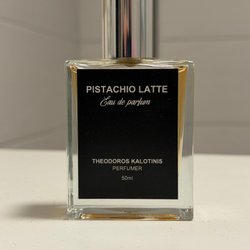 PISTACHIO LATTE
Eau de parfum
THEODOROS KALOTINIS
PERFUMER
50ml